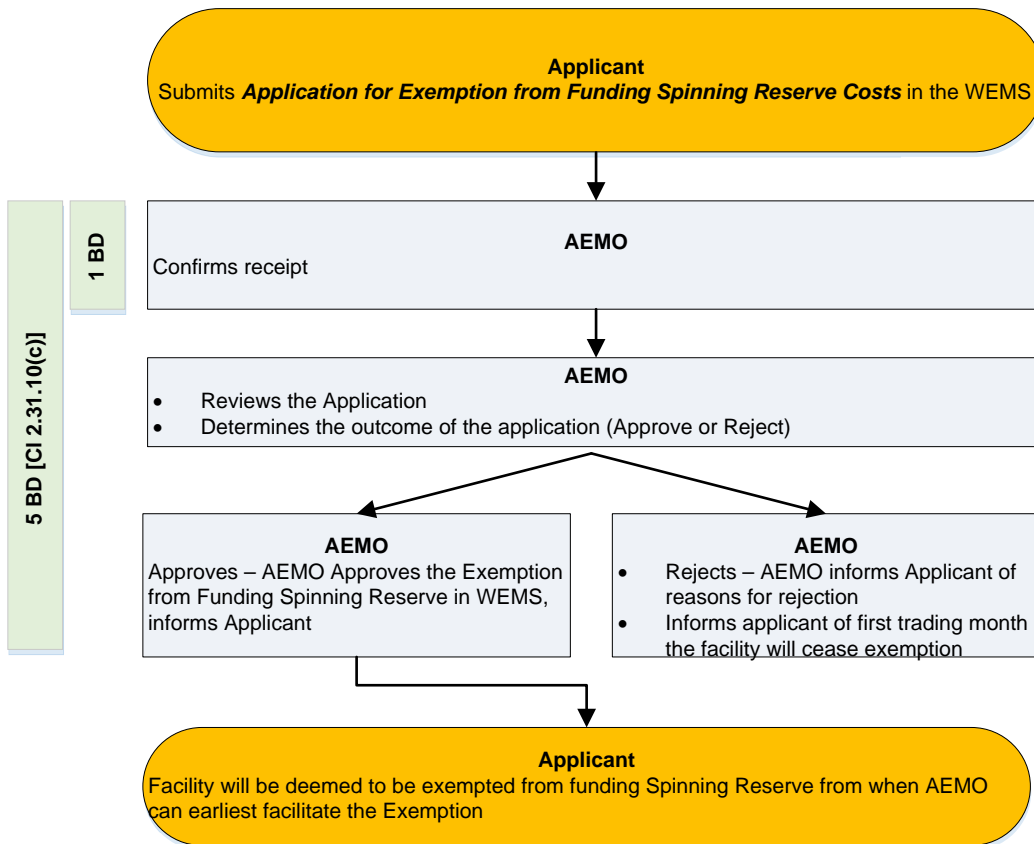 Applicant
Submits Application for Exemption from Funding Spinning Reserve Costs in the WEMS
5 BD [Cl 2.31.10(c)]
1 BD
AEMO
Confirms receipt
AEMO
• Reviews the Application
• Determines the outcome of the application (Approve or Reject)
AEMO
Approves – AEMO Approves the Exemption
from Funding Spinning Reserve in WEMS,
informs Applicant
AEMO
• Rejects – AEMO informs Applicant of
reasons for rejection
• Informs applicant of first trading month
the facility will cease exemption
Applicant
Facility will be deemed to be exempted from funding Spinning Reserve from when AEMO
can earliest facilitate the Exemption